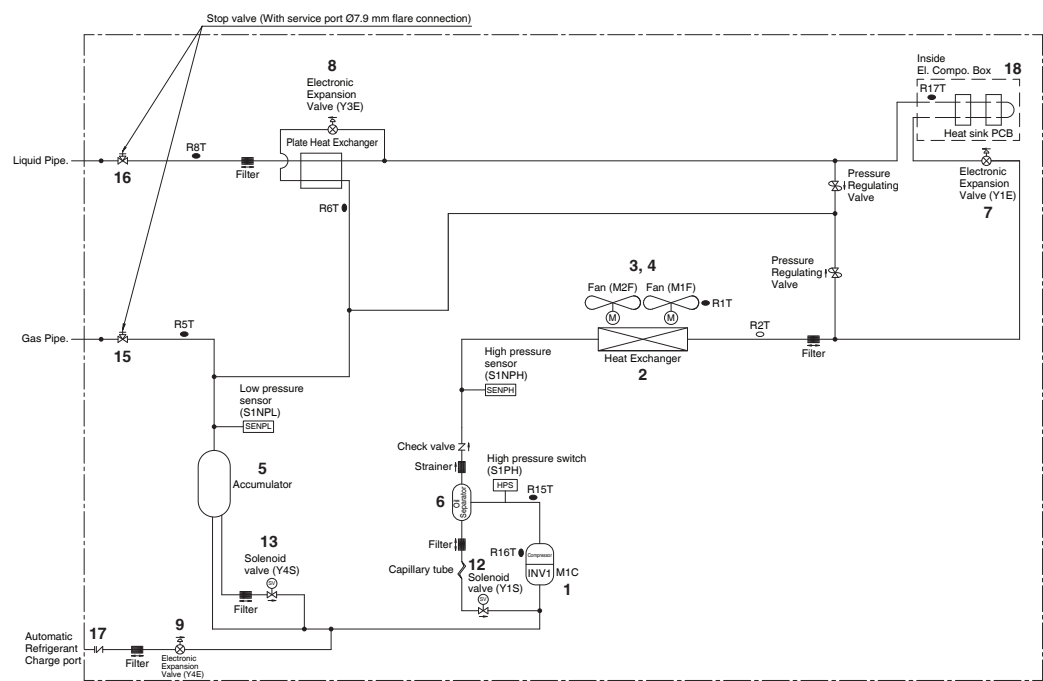 Stop valve (With service port Ø7.9 mm flare connection)
8
Electronic
Expansion
Valve (Y3E)
Inside
El. Compo. Box
18
R17T
Heat sink PCB
Liquid Pipe.
16
R8T
Filter
Plate Heat Exchanger
R6T
Pressure
Regulating
Valve
Electronic
Expansion
Valve (Y1E)
7
3, 4
Fan (M2F)
Fan (M1F)
M
M
R1T
Pressure
Regulating
Valve
Gas Pipe.
15
R5T
R2T
Filter
Heat Exchanger
2
High pressure
sensor
(S1NPH)
SENPH
Low pressure
sensor
(S1NPL)
SENPL
Check valve
Strainer
High pressure switch
(S1PH)
HPS
R15T
5
Accumulator
6
Oil
Separator
Filter
Capillary tube
12
Solenoid
valve (Y1S)
SV
R16T
Compressor
INV1
M1C
1
13
Solenoid
valve (Y4S)
SV
Filter
Automatic
Refrigerant
Charge port
17
Filter
9
Electronic
Expansion
Valve (Y4E)